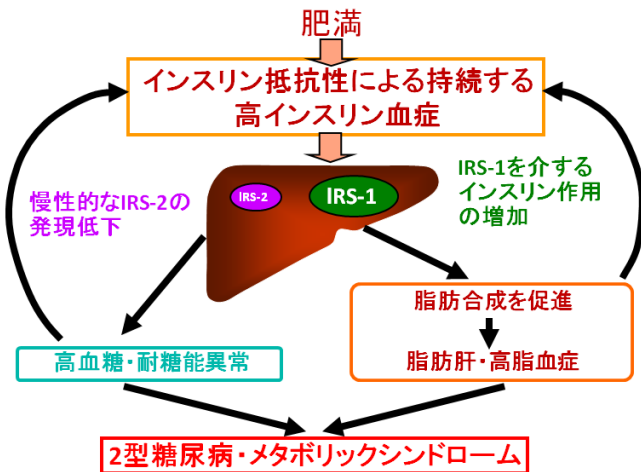 肥満
インスリン抵抗性による持続する
高インスリン血症
慢性的なIRS-2の
発現低下
IRS-2
IRS-1
IRS-1を介する
インスリン作用
の増加
脂肪合成を促進
高血糖・耐糖能異常
脂肪肝・高脂血症
2型糖尿病・メタボリックシンドローム